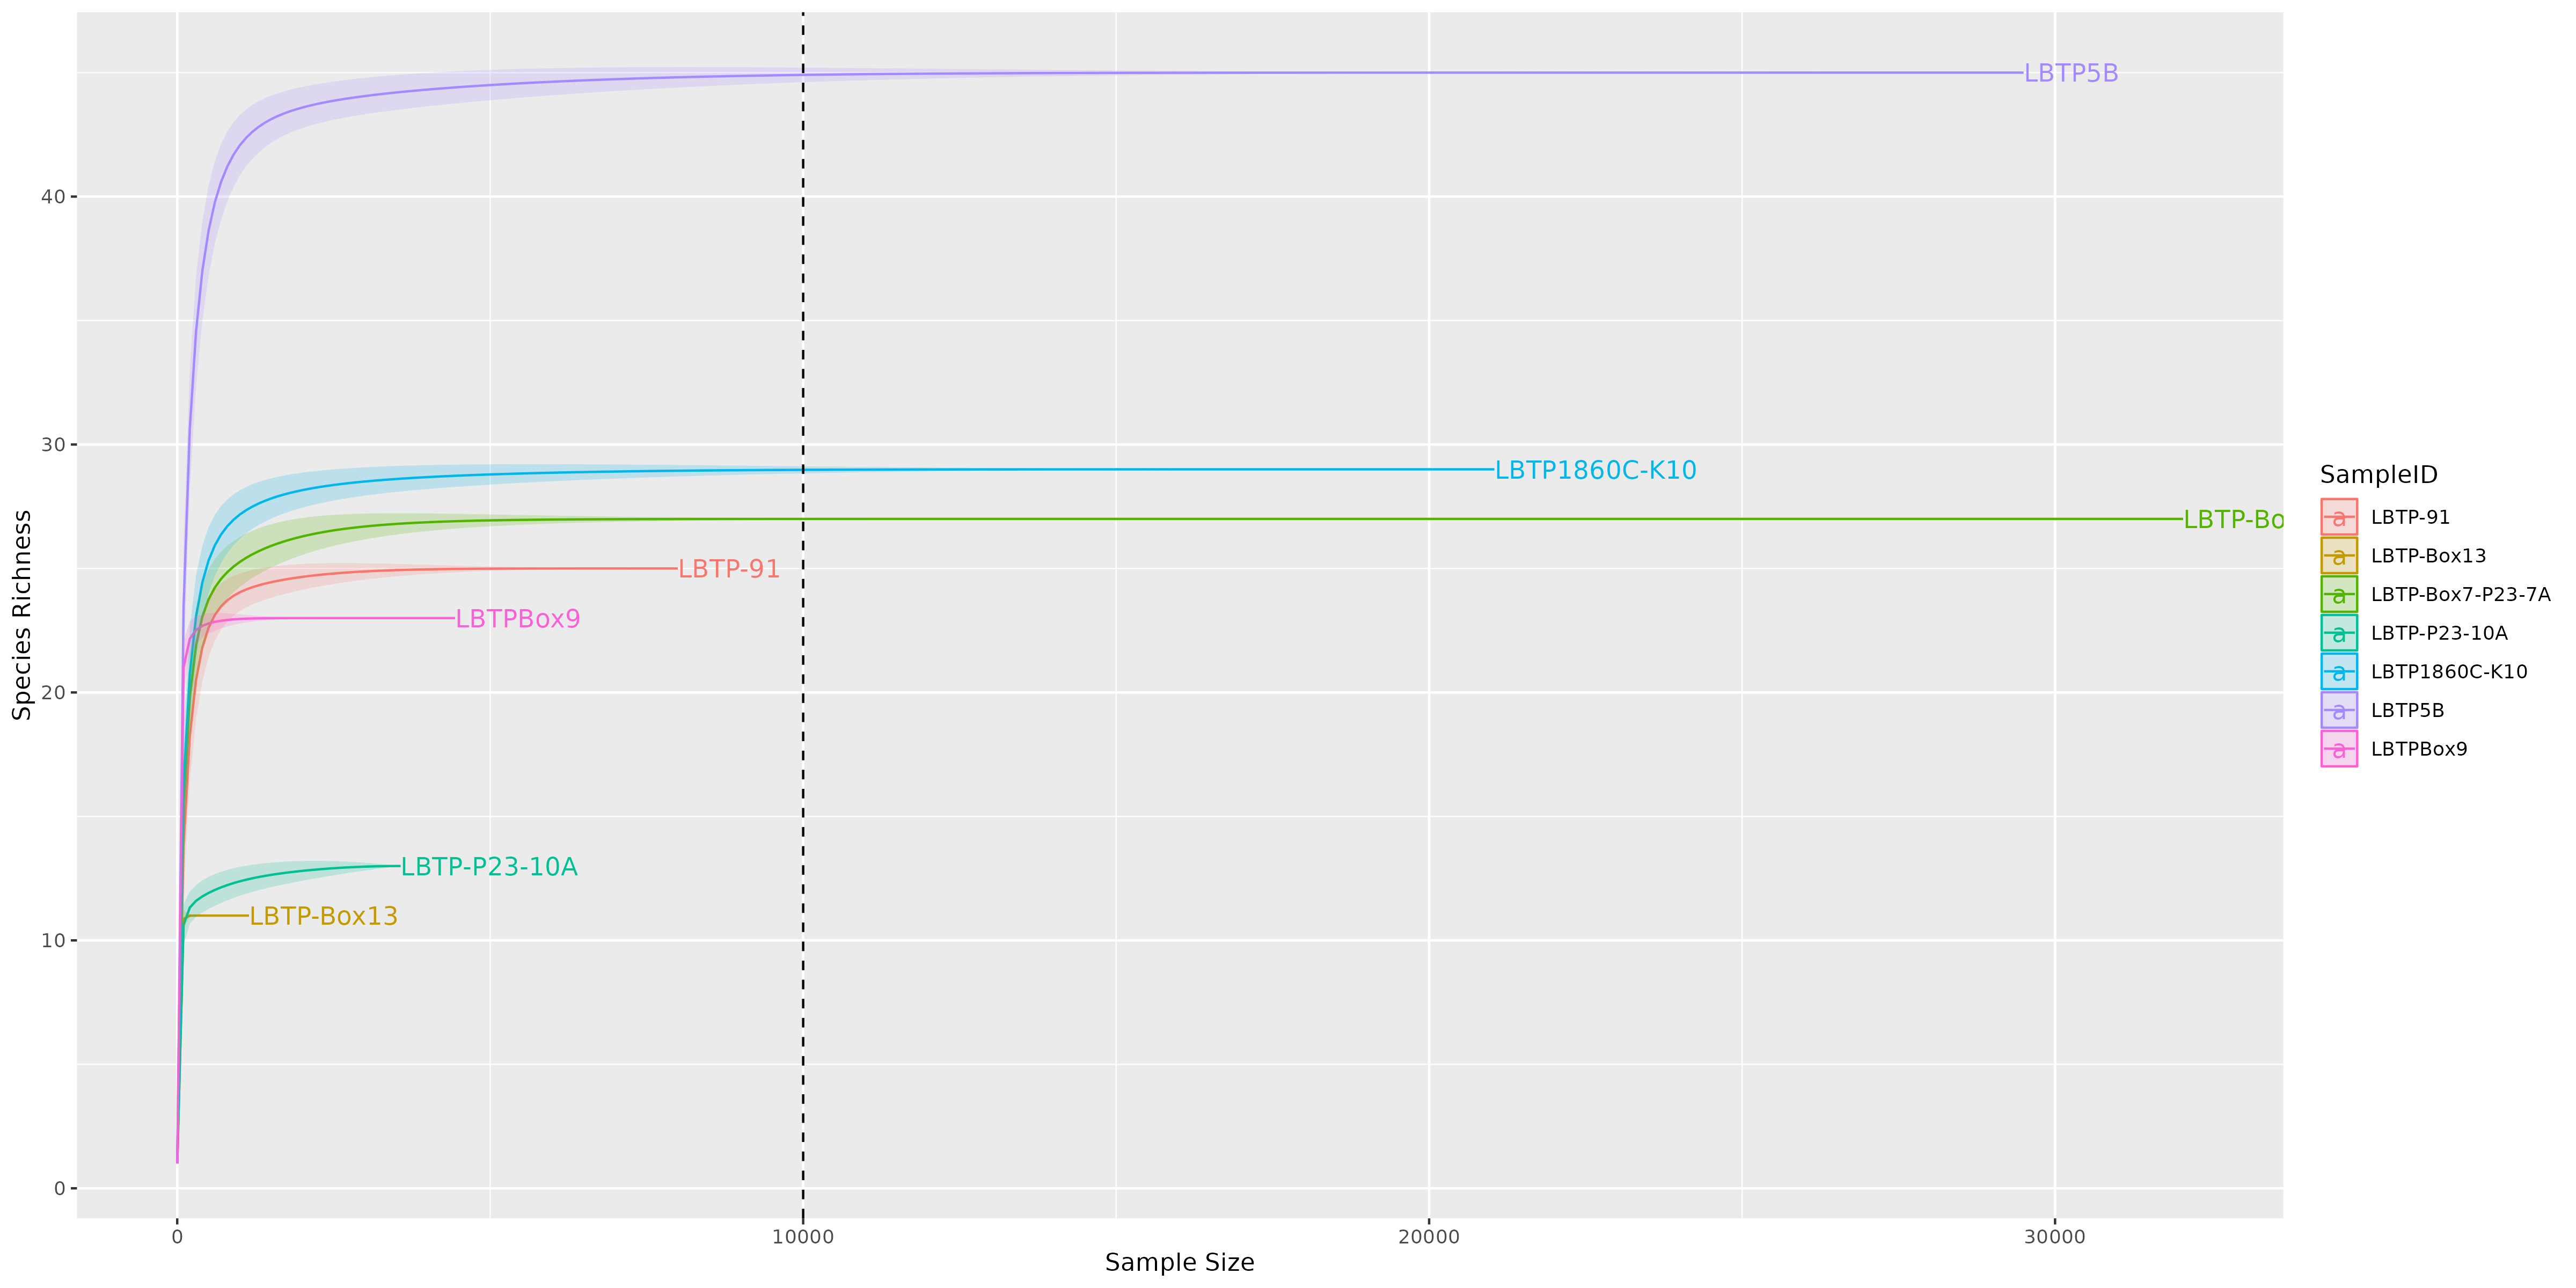 LBTP5B
40
30
LBTP1860C-K10
LBTP-Bo
LBTP-91
LBTPBox9
20
LBTP-P23-10A
LBTP-Box13
10
0
Species Richness
0
10000
20000
30000
Sample Size
SampleID
a LBTP-91
a LBTP-Box13
a LBTP-Box7-P23-7A
a LBTP-P23-10A
a LBTP1860C-K10
a LBTP5B
a LBTPBox9